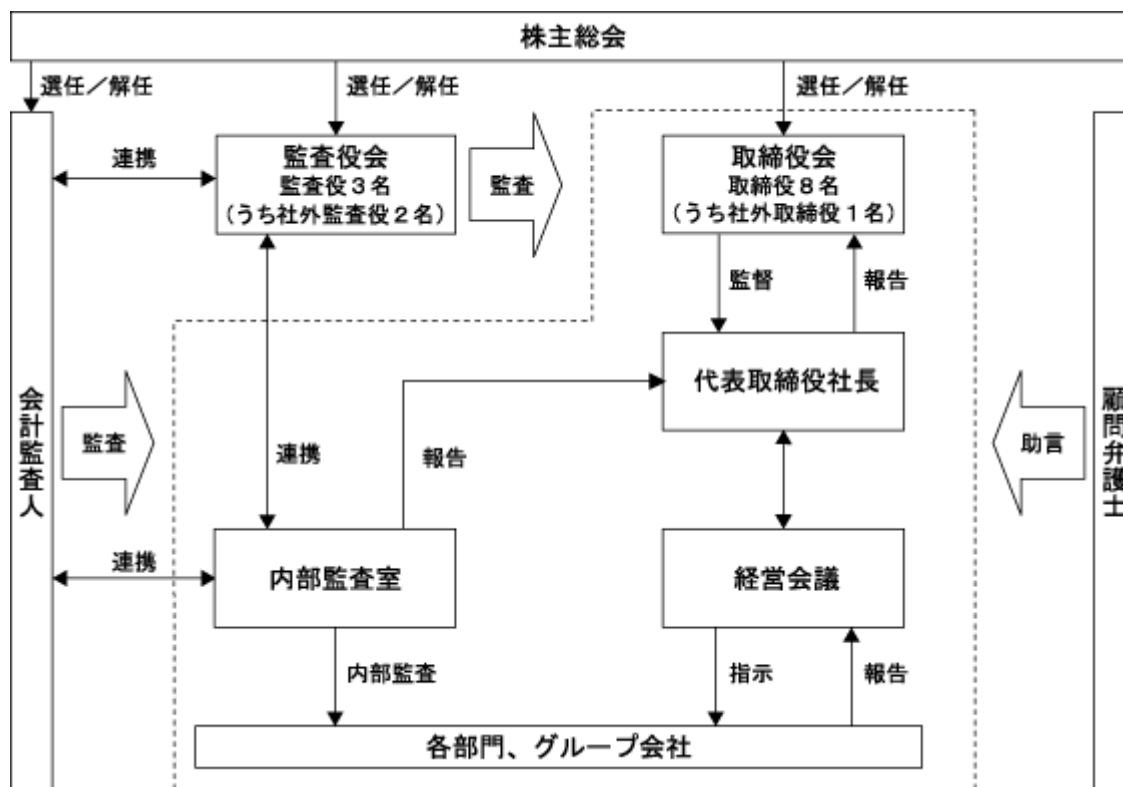 株主総会
選任／解任
選任／解任
選任／解任
連携
監査役会
監査役３名
（うち社外監査役２名）
監査
取締役会
取締役８名
（うち社外取締役１名）
監督
報告
代表取締役社長
会計監査人
監査
連携
報告
助言
顧問弁護士
連携
内部監査室
経営会議
内部監査
指示
報告
各部門、グループ会社